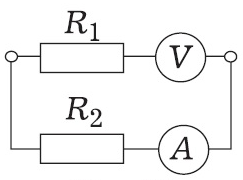 R₁ V
R₂ A